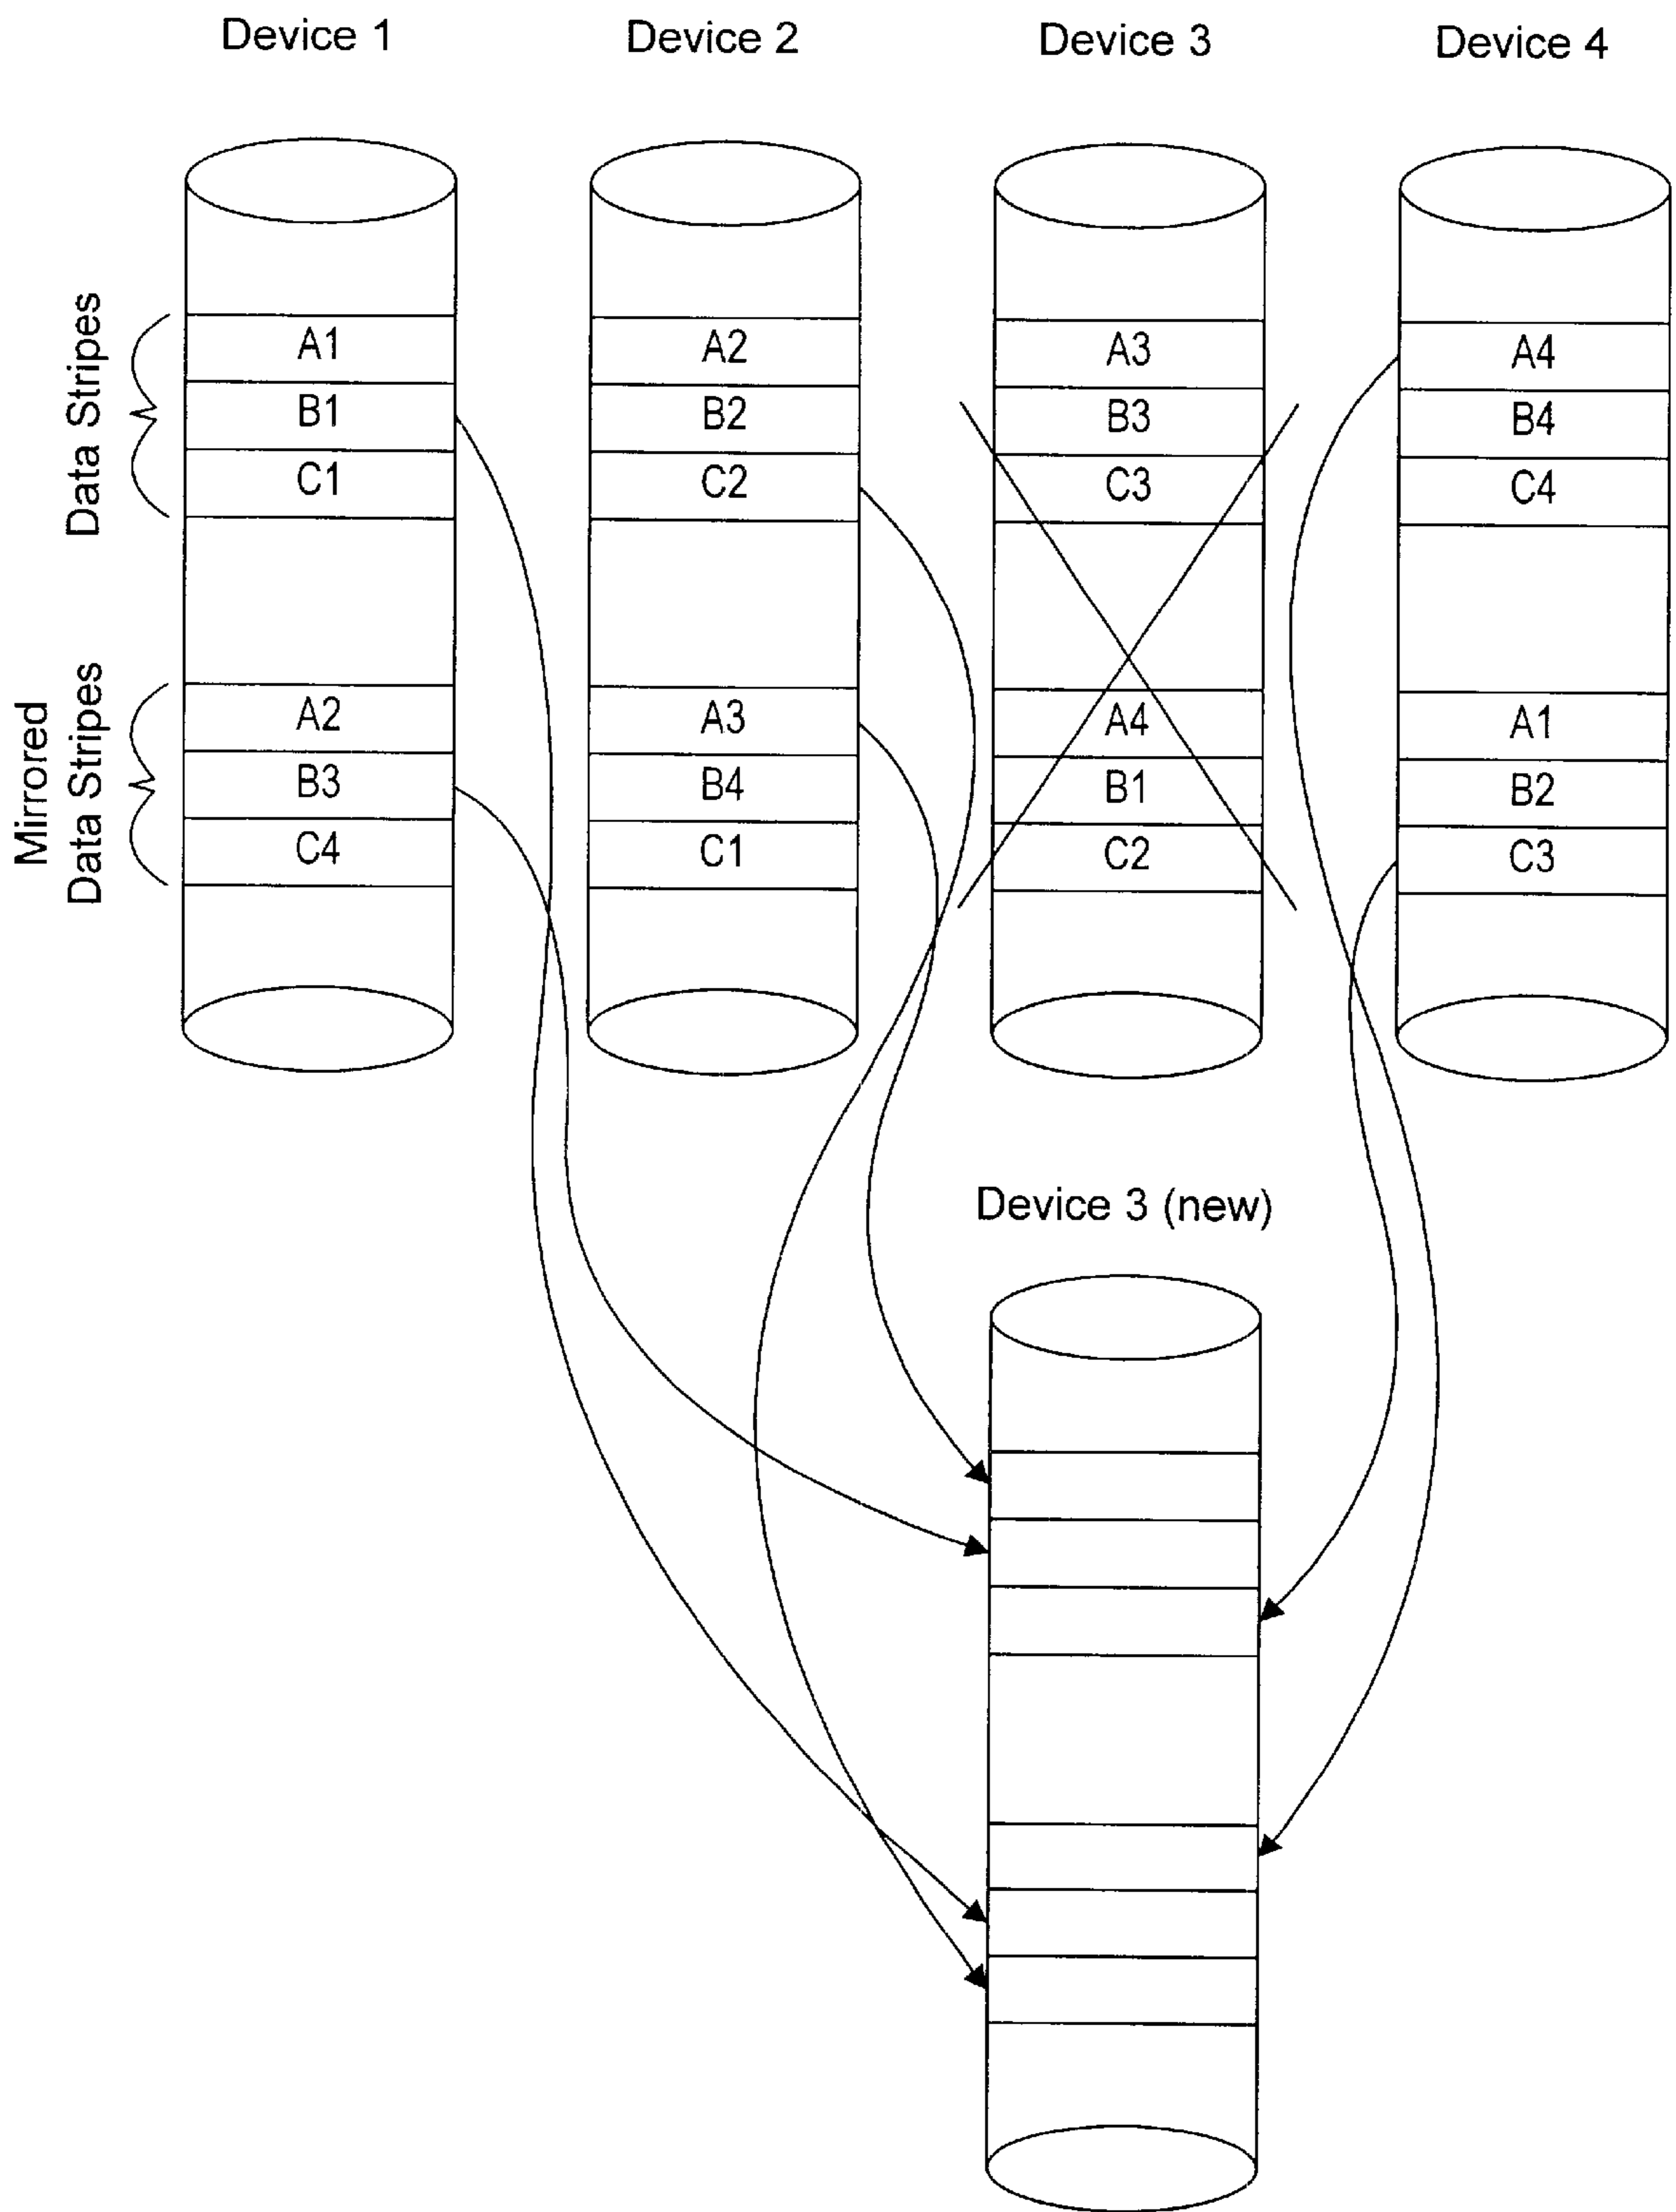 Device 1 Device 2 Device 3 Device 4
Data Stripes
A1 A2 A3 A4
B1 B2 B3 B4
C1 C2 C3 C4
Mirrored
Data Stripes
A2 A3 A4 A1
B3 B4 B1 B2
C4 C1 C2 C3
Device 3 (new)